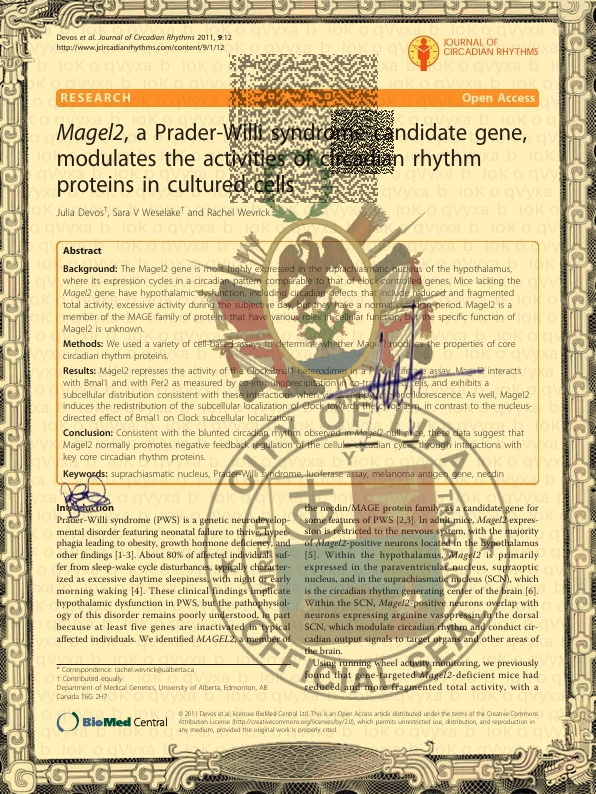 Devos et al. Journal of Circadian Rhythms 2011, 9:12
http://www.jcircadianrhythms.com/content/9/1/12
JOURNAL OF
CIRCADIAN RHYTHMS
RESEARCH
Open Access
Magel2, a Prader-Willi syndrome candidate gene,
modulates the activities of circadian rhythm
proteins in cultured cells
Julia Devos†, Sara V Weselake† and Rachel Wevrick*
Abstract
Background: The Magel2 gene is most highly expressed in the suprachiasmatic nucleus of the hypothalamus,
where its expression cycles in a circadian pattern comparable to that of clock-controlled genes. Mice lacking the
Magel2 gene have hypothalamic dysfunction, including circadian defects that include reduced and fragmented
total activity, excessive activity during the subjective day, but they have a normal circadian period. Magel2 is a
member of the MAGE family of proteins that have various roles in cellular function, but the specific function of
Magel2 is unknown.
Methods: We used a variety of cell-based assays to determine whether Magel2 modifies the properties of core
circadian rhythm proteins.
Results: Magel2 represses the activity of the Clock:Bmal1 heterodimer in a Per1-luciferase assay. Magel2 interacts
with Bmal1 and with Per2 as measured by co-immunoprecipitation in co-transfected cells, and exhibits a
subcellular distribution consistent with these interactions when visualized by immunofluorescence. As well, Magel2
induces the redistribution of the subcellular localization of Clock towards the cytoplasm, in contrast to the nucleus-
directed effect of Bmal1 on Clock subcellular localization.
Conclusion: Consistent with the blunted circadian rhythm observed in Magel2-null mice, these data suggest that
Magel2 normally promotes negative feedback regulation of the cellular circadian cycle, through interactions with
key core circadian rhythm proteins.
Keywords: suprachiasmatic nucleus, Prader-Willi syndrome, luciferase assay, melanoma antigen gene, necdin
Introduction
Prader-Willi syndrome (PWS) is a genetic neurodevelop-
mental disorder featuring neonatal failure to thrive, hyper-
phagia leading to obesity, growth hormone deficiency, and
other findings [1-3]. About 80% of affected individuals suf-
fer from sleep-wake cycle disturbances, typically character-
ized as excessive daytime sleepiness with night or early
morning waking [4]. These clinical findings implicate
hypothalamic dysfunction in PWS, but the pathophysiol-
ogy of this disorder remains poorly understood, in part
because at least five genes are inactivated in typical
affected individuals. We identified MAGEL2, a member of
the necdin/MAGE protein family, as a candidate gene for
some features of PWS [2,3]. In adult mice, Magel2 expres-
sion is restricted to the nervous system, with the majority
of Magel2-positive neurons located in the hypothalamus
[5]. Within the hypothalamus, Magel2 is primarily
expressed in the paraventricular nucleus, supraoptic
nucleus, and in the suprachiasmatic nucleus (SCN), which
is the circadian rhythm generating center of the brain [6].
Within the SCN, Magel2-positive neurons overlap with
neurons expressing arginine vasopressin in the dorsal
SCN, which modulate circadian rhythm and conduct cir-
cadian output signals to target organs and other areas of
the brain.
Using running wheel activity monitoring, we previously
found that gene-targeted Magel2-deficient mice had
reduced and more fragmented total activity, with a
* Correspondence: rachel.wevrick@ualberta.ca
† Contributed equally
Department of Medical Genetics, University of Alberta, Edmonton, AB
Canada T6G 2H7
BioMed Central
© 2011 Devos et al; licensee BioMed Central Ltd. This is an Open Access article distributed under the terms of the Creative Commons
Attribution License (http://creativecommons.org/licenses/by/2.0), which permits unrestricted use, distribution, and reproduction in
any medium, provided the original work is properly cited.